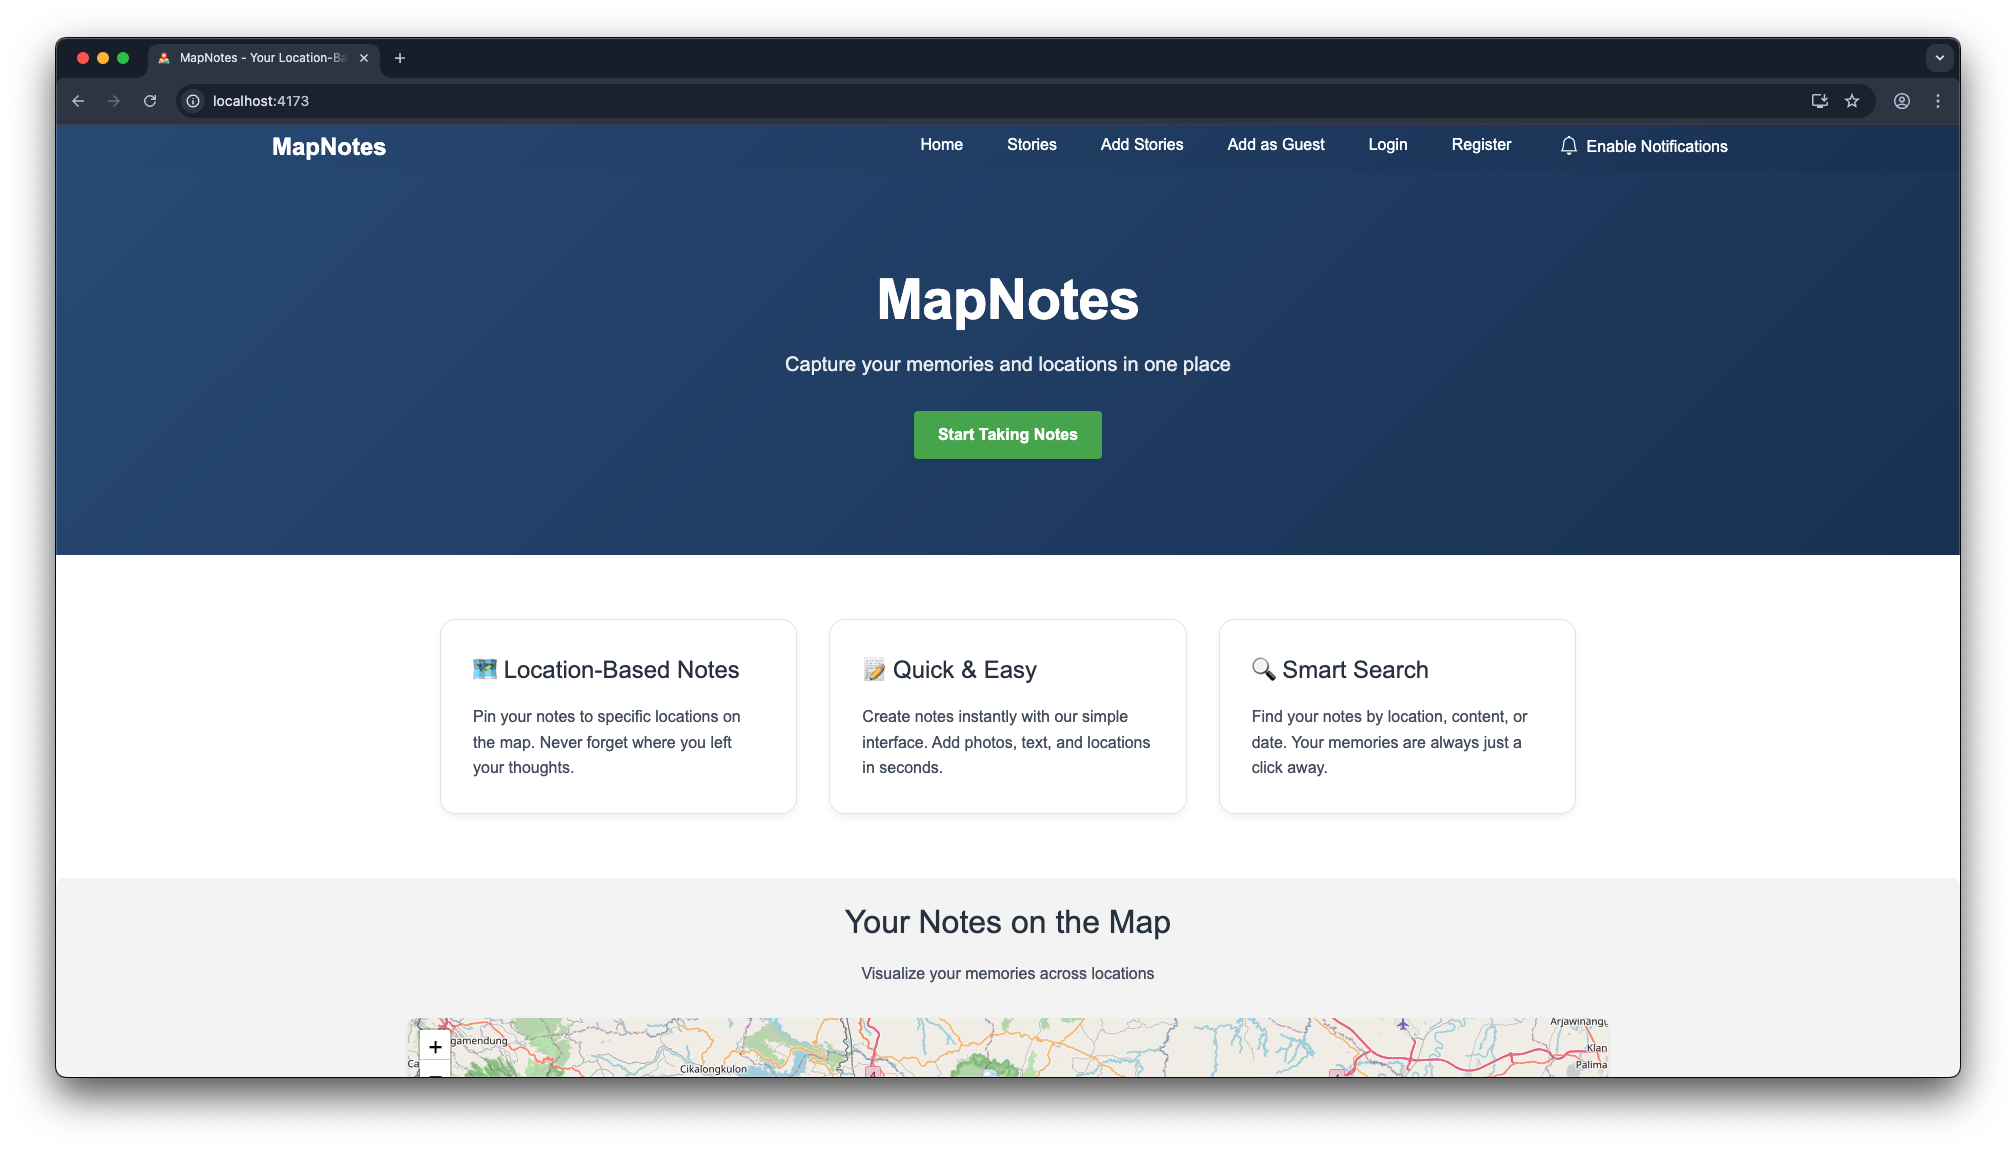 MapNotes - Your Location-Ba
localhost:4173
MapNotes
Home
Stories
Add Stories
Add as Guest
Login
Register
Enable Notifications
MapNotes
Capture your memories and locations in one place
Start Taking Notes
Location-Based Notes
Pin your notes to specific locations on
the map. Never forget where you left
your thoughts.
Quick & Easy
Create notes instantly with our simple
interface. Add photos, text, and locations
in seconds.
Smart Search
Find your notes by location, content, or
date. Your memories are always just a
click away.
Your Notes on the Map
Visualize your memories across locations
+
gamendung
Ca
Cikalongkulon
4
Arjawinangu
Klan
Palima